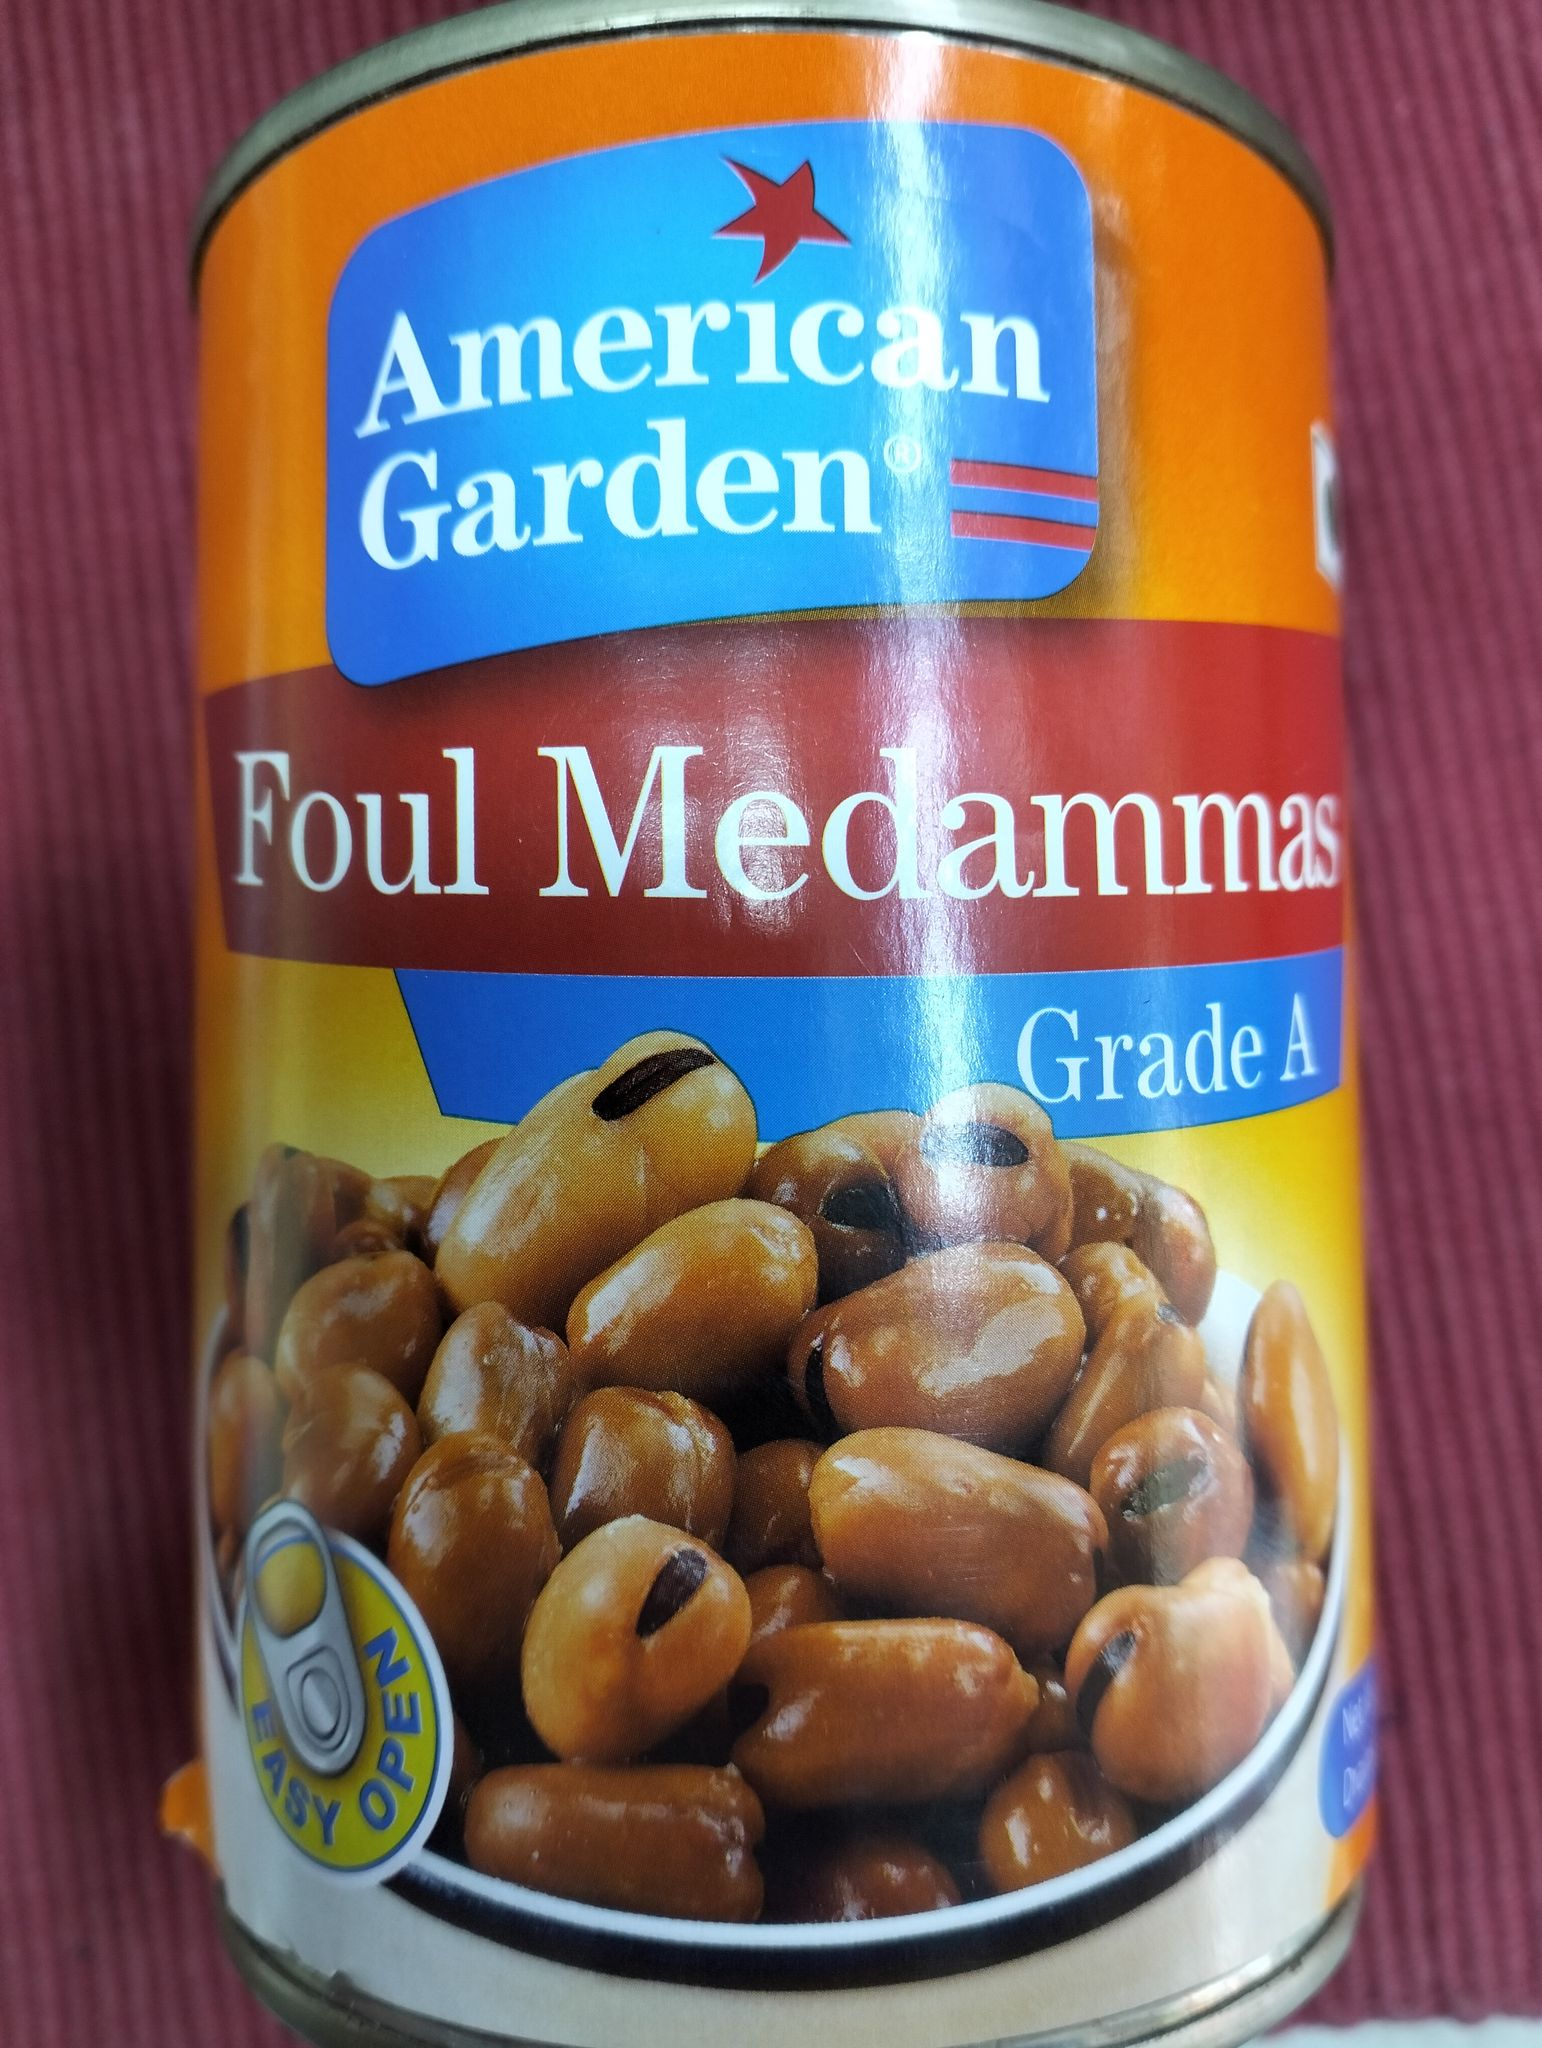 American
Garden®
Foul Medammas
Grade A
EASY OPEN